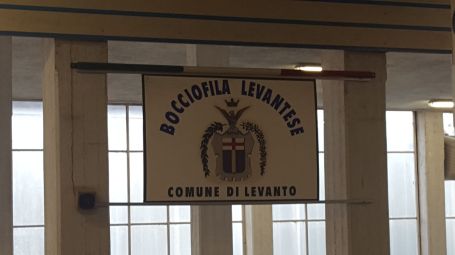 BOCCIOFILA LEVANTESE
COMUNE DI LEVANTO